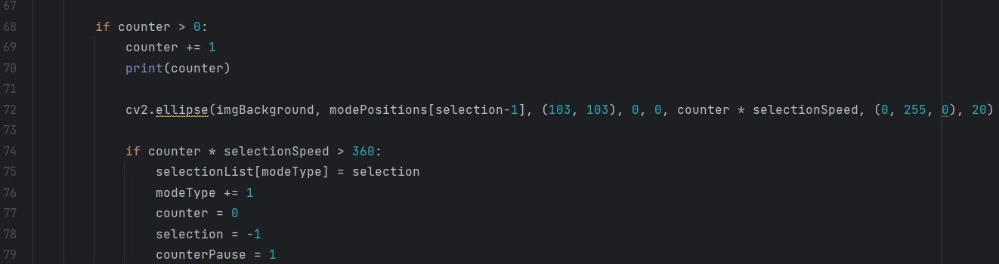 67
68 if counter > 0:
69 counter += 1
70 print(counter)
71
72 cv2.ellipse(imgBackground, modePositions[selection-1], (103, 103), 0, 0, counter * selectionSpeed, (0, 255, 0), 20)
73
74 if counter * selectionSpeed > 360:
75 selectionList[modeType] = selection
76 modeType += 1
77 counter = 0
78 selection = -1
79 counterPause = 1